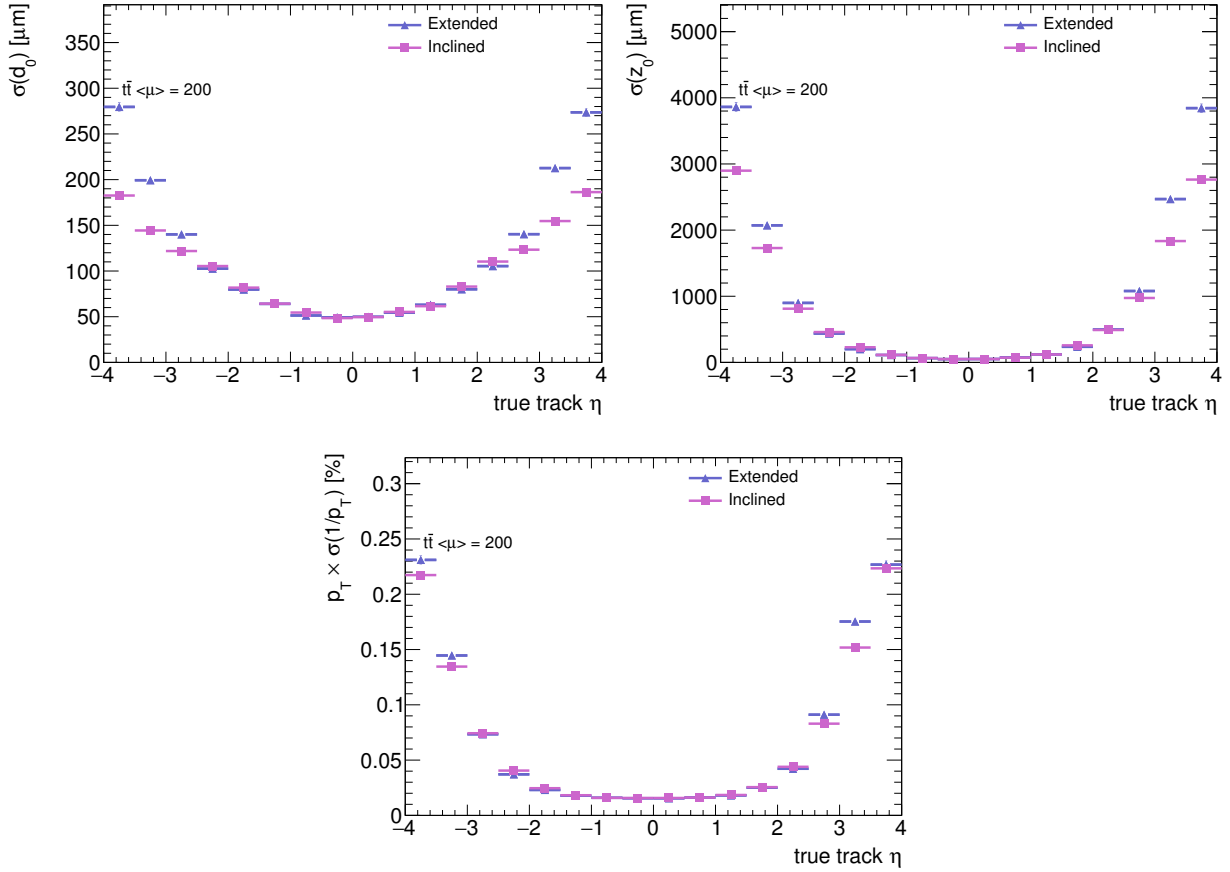 σ(d₀) [μm]
350
300
250
200
150
100
50
0
Extended
Inclined
tt̄ <μ> = 200
−4 −3 −2 −1 0 1 2 3 4
true track η
σ(z₀) [μm]
5000
4000
3000
2000
1000
0
Extended
Inclined
tt̄ <μ> = 200
−4 −3 −2 −1 0 1 2 3 4
true track η
p_T × σ(1/p_T) [%]
0.3
0.25
0.2
0.15
0.1
0.05
0
Extended
Inclined
tt̄ <μ> = 200
−4 −3 −2 −1 0 1 2 3 4
true track η